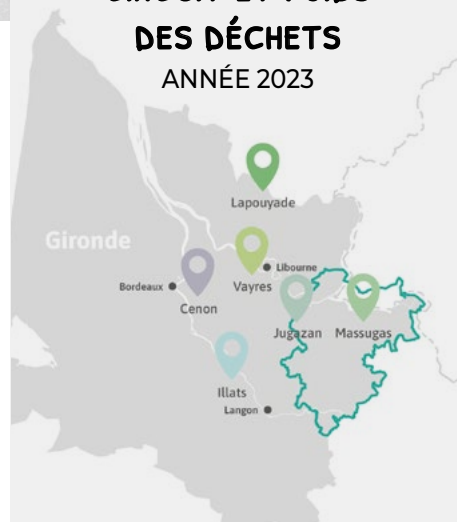 DES DÉCHETS
ANNÉE 2023
Lapouyade
Gironde
Libourne
Bordeaux
Vayres
Cenon
Jugazan
Massugas
Illats
Langon